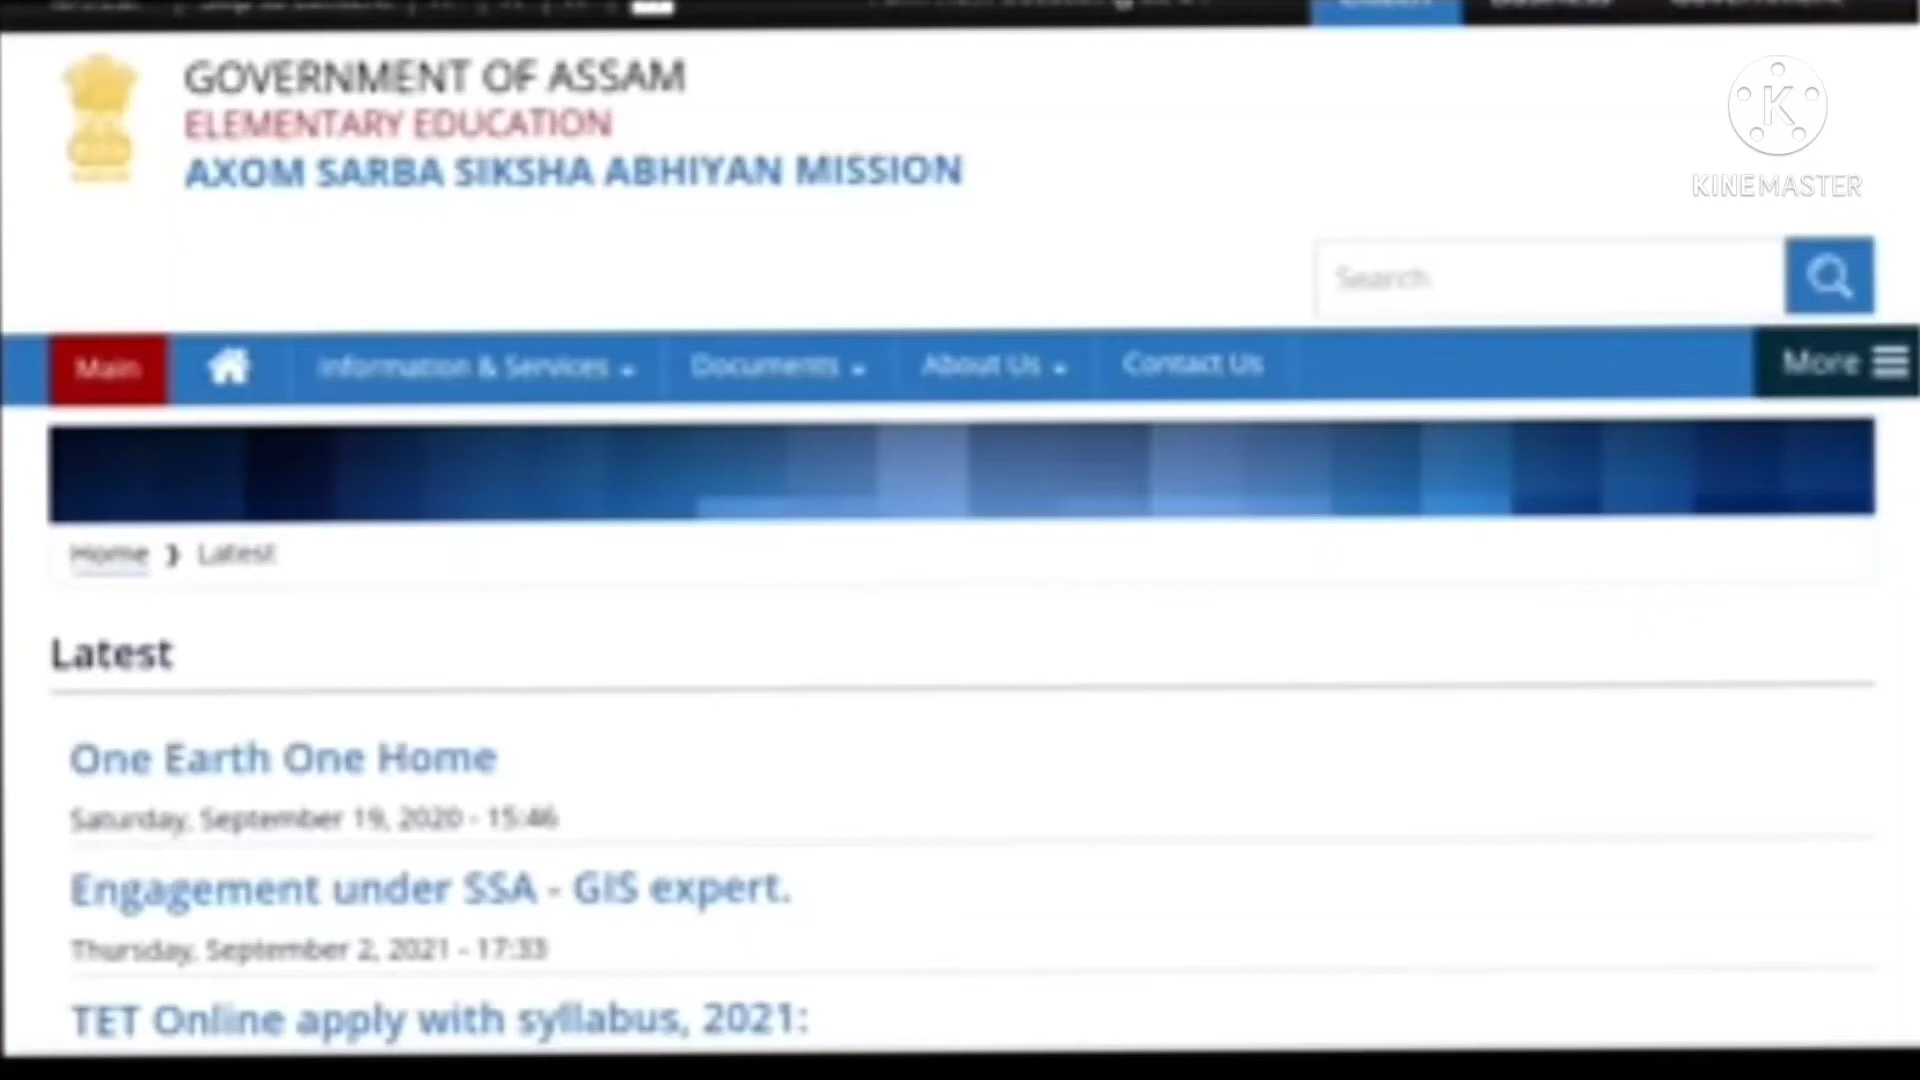 GOVERNMENT OF ASSAM
ELEMENTARY EDUCATION
AXOM SARBA SIKSHA ABHIYAN MISSION
KINEMASTER
Search
Main Information & Services Documents About Us Contact Us More
Home ❯ Latest
Latest
One Earth One Home
Saturday, September 19, 2020 - 15:46
Engagement under SSA - GIS expert.
Thursday, September 2, 2021 - 17:33
TET Online apply with syllabus, 2021: